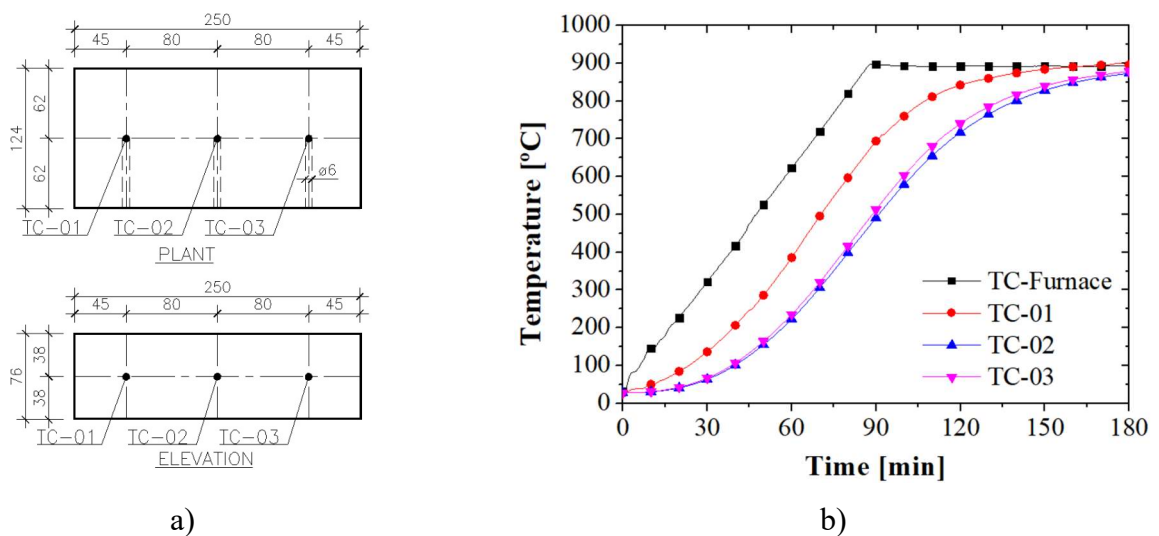 250
45 80 80 45
62
124
62
ø6
TC-01 TC-02 TC-03
PLANT
250
45 80 80 45
38
76
38
TC-01 TC-02 TC-03
ELEVATION
a)
1000
900
800
700
600
500
400
300
200
100
0
Temperature [ºC]
TC-Furnace
TC-01
TC-02
TC-03
0 30 60 90 120 150 180
Time [min]
b)